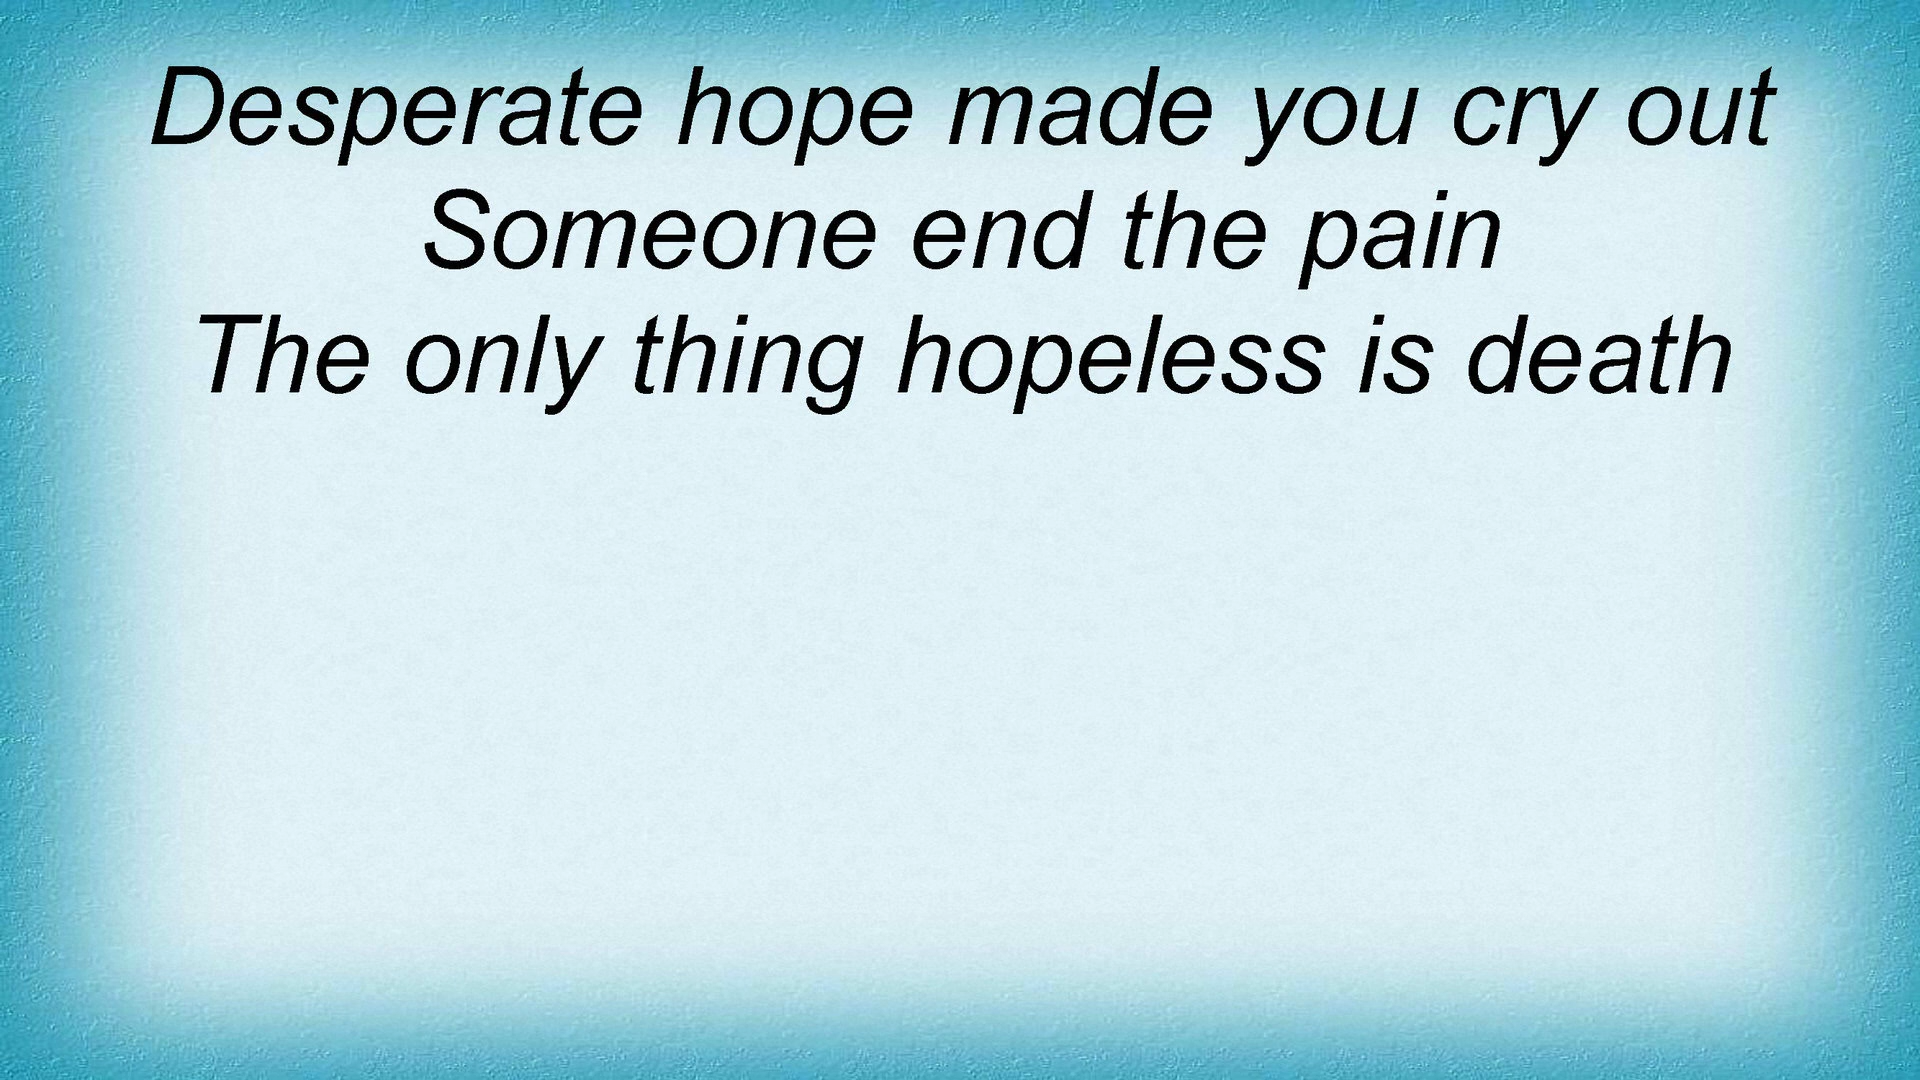 Desperate hope made you cry out
Someone end the pain
The only thing hopeless is death